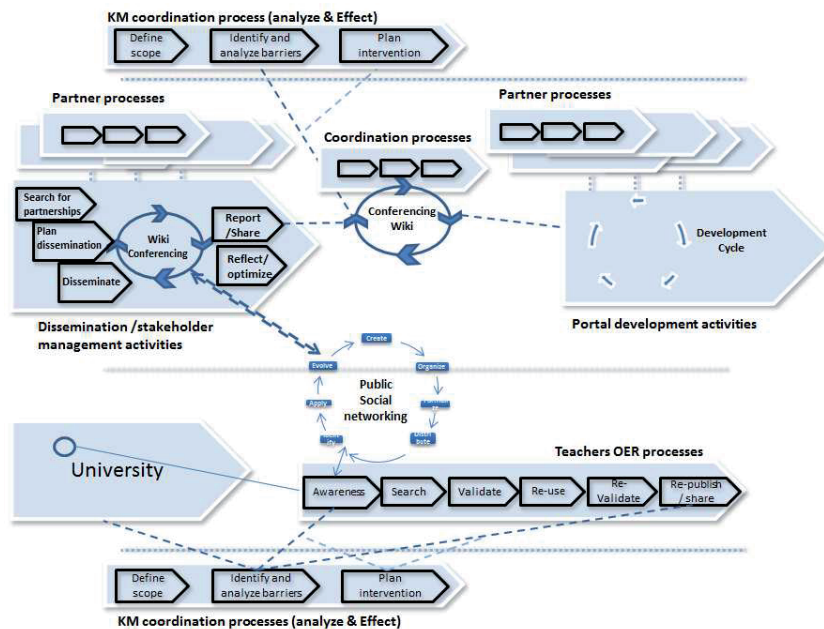 KM coordination process (analyze & Effect)
Define
scope
Identify and
analyze barriers
Plan
intervention
Partner processes
Partner processes
Coordination processes
Search for
partnerships
Plan
dissemination
Disseminate
Wiki
Conferencing
Report
/Share
Reflect/
optimize
Conferencing
Wiki
Development
Cycle
Dissemination /stakeholder
management activities
Portal development activities
Create
Evolve
Organize
Public
Social
networking
Apply
Distri
bute
University
Teachers OER processes
Awareness
Search
Validate
Re-use
Re-
Validate
Re-publish
/ share
Define
scope
Identify and
analyze barriers
Plan
intervention
KM coordination processes (analyze & Effect)